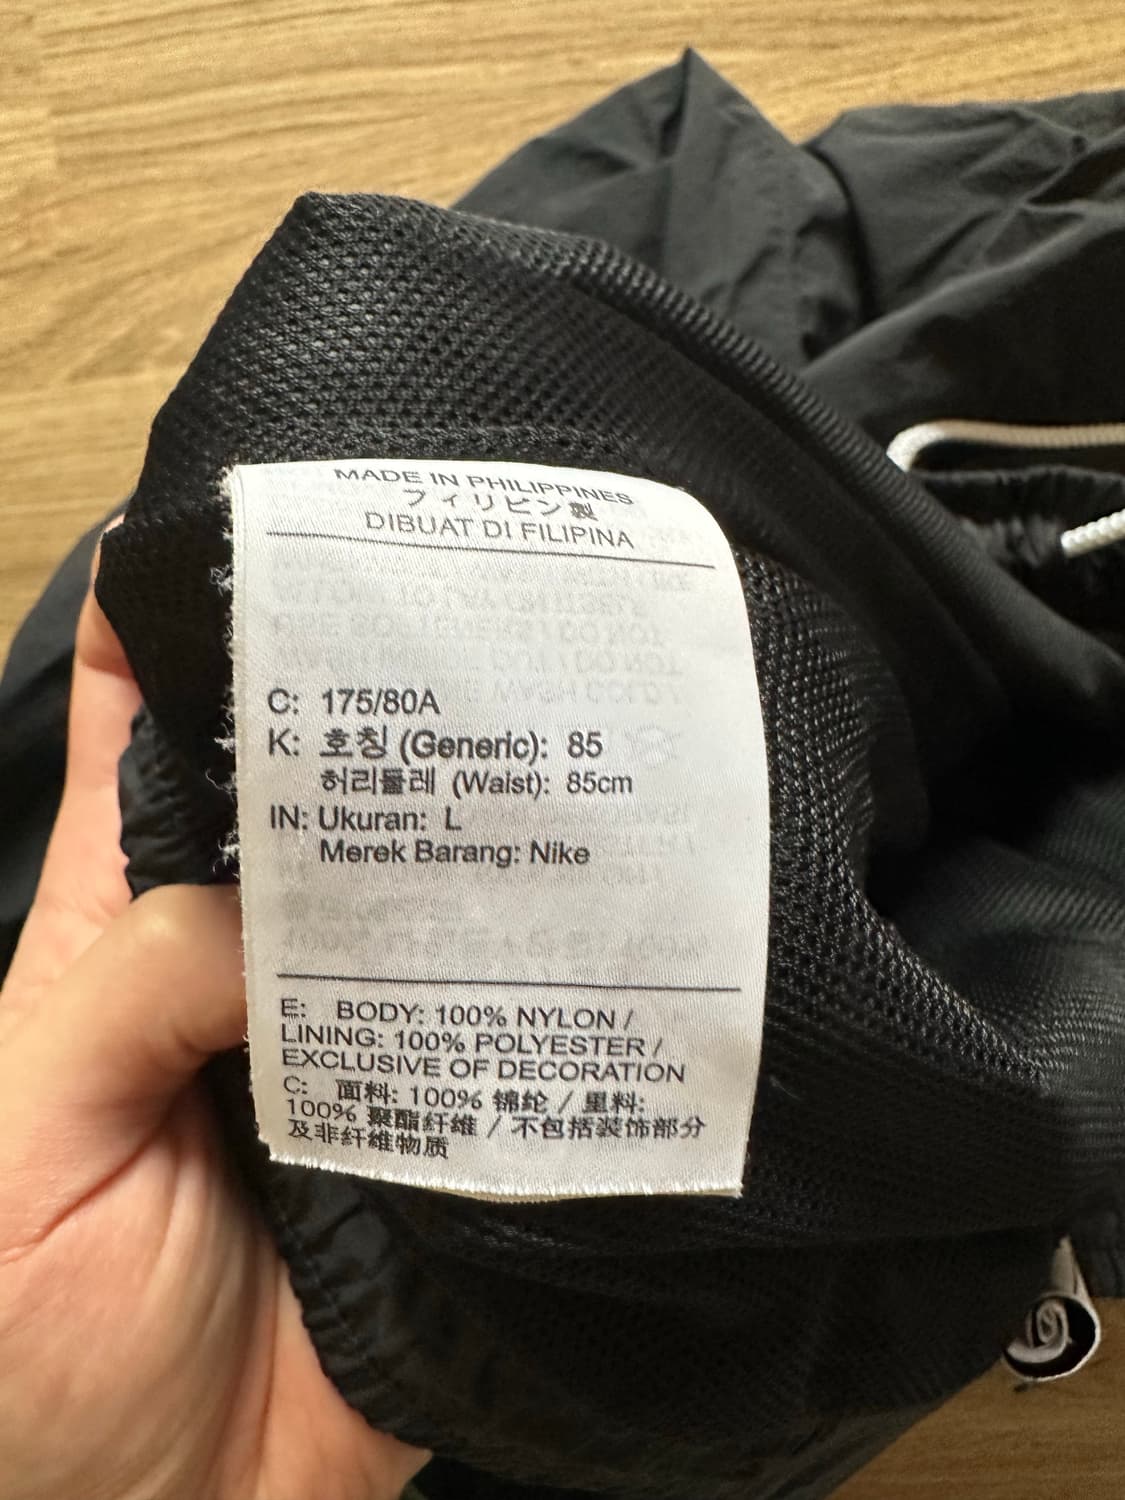 MADE IN PHILIPPINES
フィリピン製
DIBUAT DI FILIPINA
C: 175/80A
K: 호칭 (Generic): 85
허리둘레 (Waist): 85cm
IN: Ukuran: L
Merek Barang: Nike
E: BODY: 100% NYLON /
LINING: 100% POLYESTER /
EXCLUSIVE OF DECORATION
C: 面料: 100% 锦纶 / 里料:
100% 聚酯纤维 / 不包括装饰部分
及非纤维物质